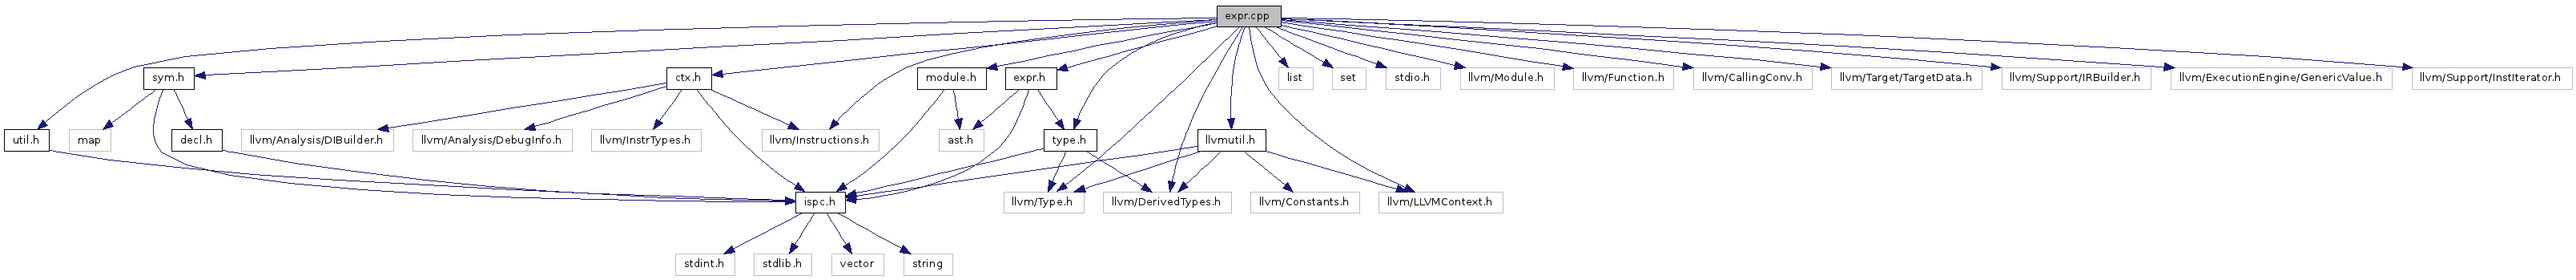 expr.cpp
sym.h
ctx.h
module.h
expr.h
list
set
stdio.h
llvm/Module.h
llvm/Function.h
llvm/CallingConv.h
llvm/Target/TargetData.h
llvm/Support/IRBuilder.h
llvm/ExecutionEngine/GenericValue.h
llvm/Support/InstIterator.h
util.h
map
decl.h
llvm/Analysis/DIBuilder.h
llvm/Analysis/DebugInfo.h
llvm/InstrTypes.h
llvm/Instructions.h
ast.h
type.h
llvmutil.h
ispc.h
llvm/Type.h
llvm/DerivedTypes.h
llvm/Constants.h
llvm/LLVMContext.h
stdint.h
stdlib.h
vector
string